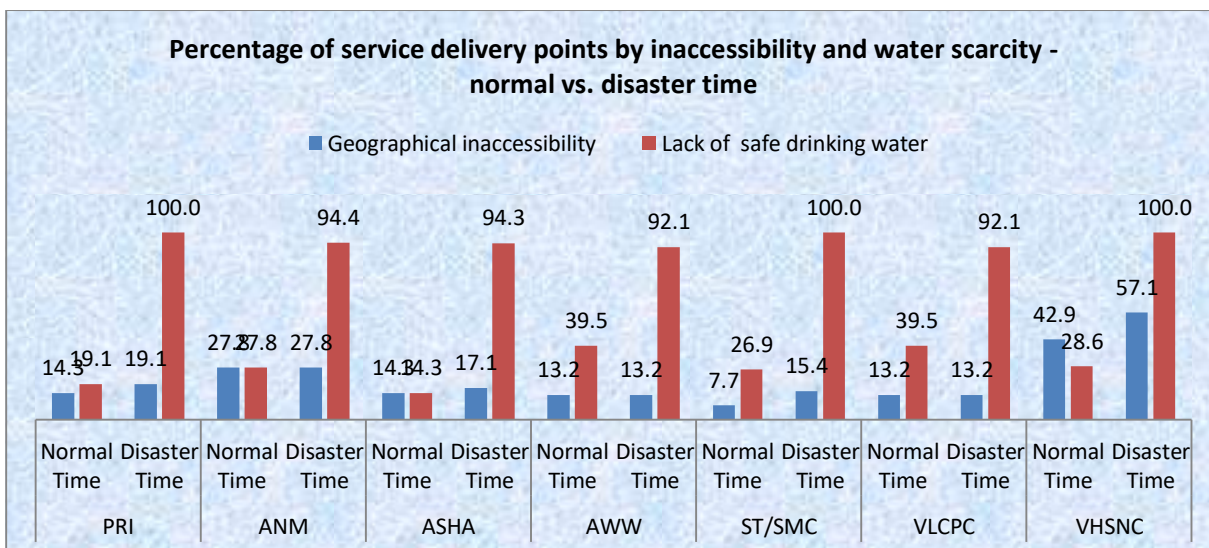 Percentage of service delivery points by inaccessibility and water scarcity -
normal vs. disaster time
Geographical inaccessibility Lack of  safe drinking water
14.3 19.1 19.1 100.0 27.8 27.8 27.8 94.4 14.3 14.3 17.1 94.3 13.2 39.5 13.2 92.1 7.7 26.9 15.4 100.0 13.2 39.5 13.2 92.1 42.9 28.6 57.1 100.0
Normal Disaster Normal Disaster Normal Disaster Normal Disaster Normal Disaster Normal Disaster Normal Disaster
Time Time Time Time Time Time Time Time Time Time Time Time Time Time
PRI ANM ASHA AWW ST/SMC VLCPC VHSNC